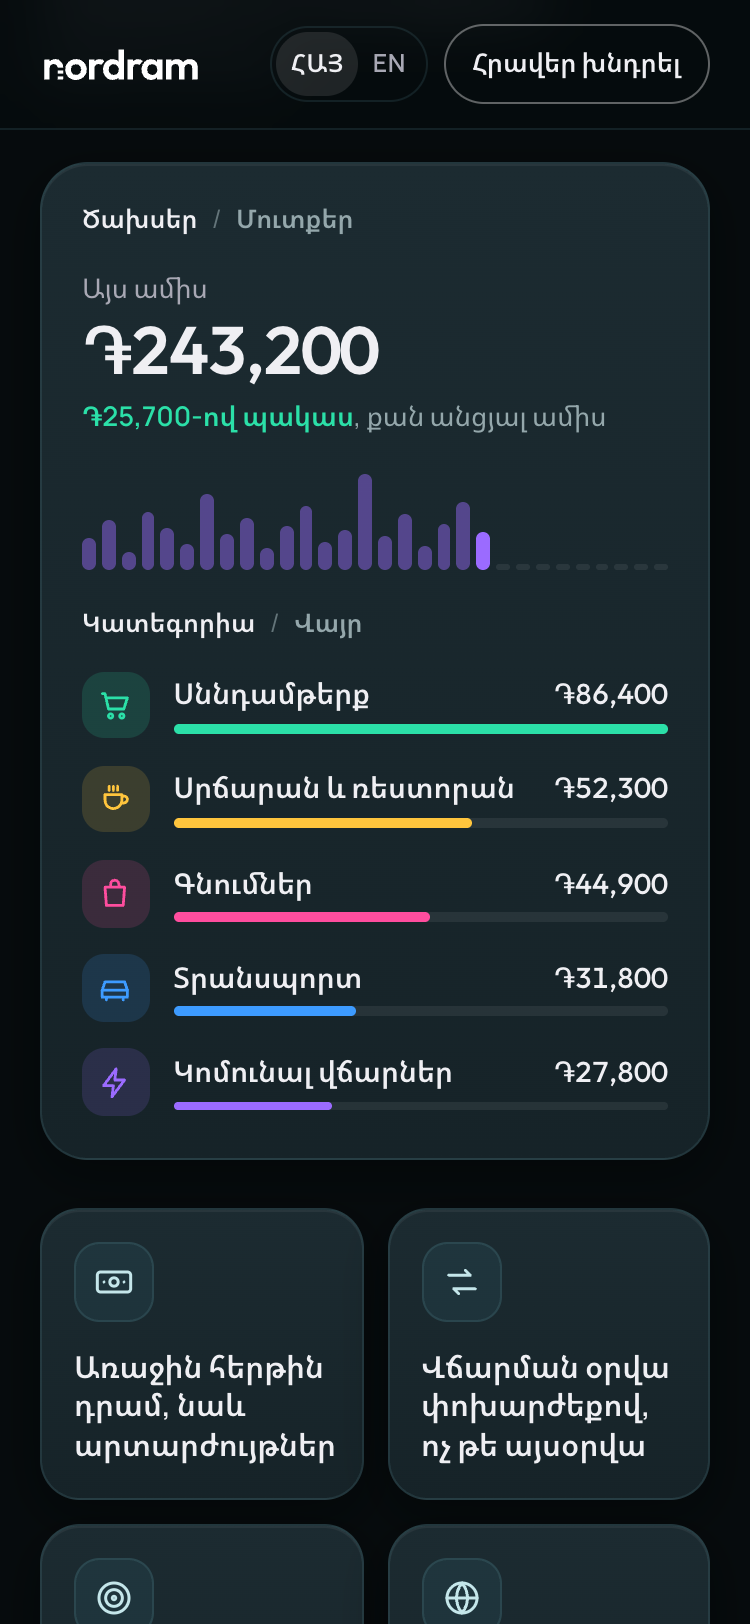 nordram
ՀԱՅ
EN
Հրավեր խնդրել
Ծախսեր / Մուտքեր
Այս ամիս
֏243,200
֏25,700-ով պակաս, քան անցյալ ամիս
Կատեգորիա / Վայր
Սննդամթերք ֏86,400
Սրճարան և ռեստորան ֏52,300
Գնումներ ֏44,900
Տրանսպորտ ֏31,800
Կոմունալ վճարներ ֏27,800
Առաջին հերթին
դրամ, նաև
արտարժույթներ
Վճարման օրվա
փոխարժեքով,
ոչ թե այսօրվա